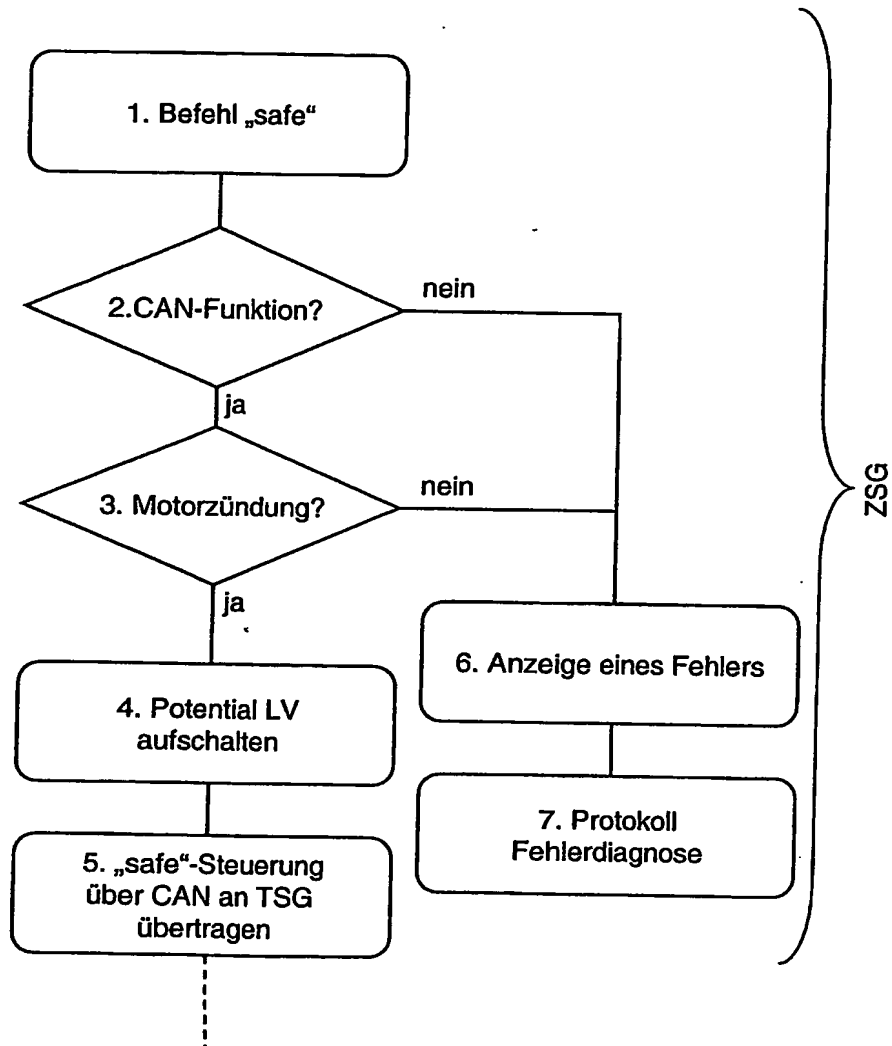 1. Befehl „safe“
2.CAN-Funktion?
nein
ja
3. Motorzündung?
nein
ja
ZSG
6. Anzeige eines Fehlers
4. Potential LV
aufschalten
7. Protokoll
Fehlerdiagnose
5. „safe“-Steuerung
über CAN an TSG
übertragen